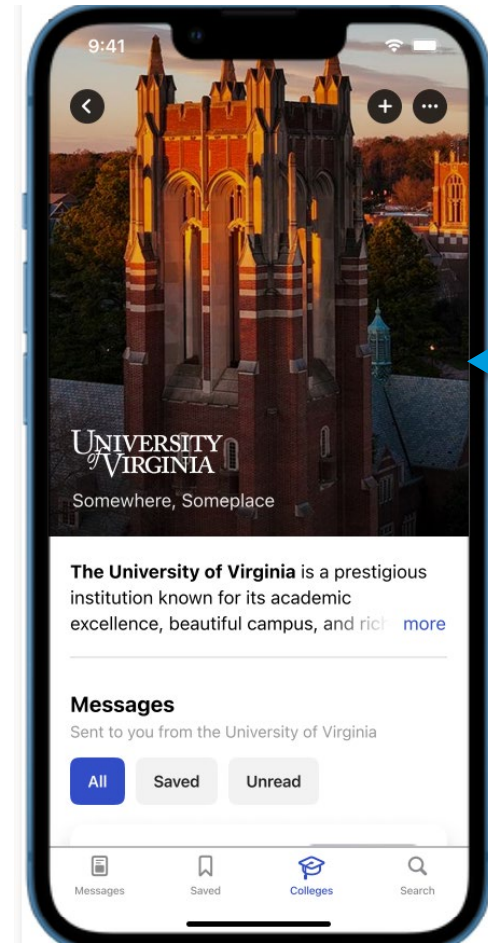 9:41
UNIVERSITY
of VIRGINIA
Somewhere, Someplace
The University of Virginia is a prestigious
institution known for its academic
excellence, beautiful campus, and rich more
Messages
Sent to you from the University of Virginia
All Saved Unread
Messages Saved Colleges Search